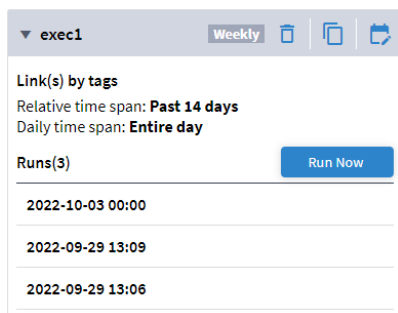 exec1 Weekly
Link(s) by tags
Relative time span: Past 14 days
Daily time span: Entire day
Runs(3) Run Now
2022-10-03 00:00
2022-09-29 13:09
2022-09-29 13:06